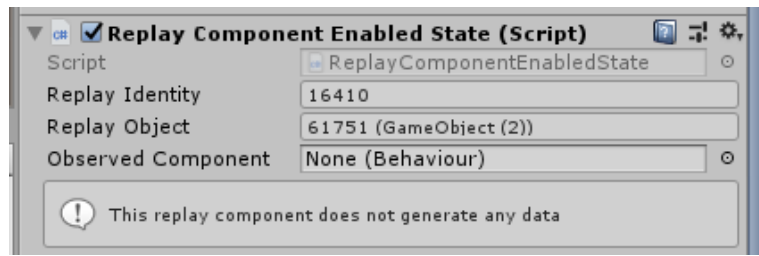 Replay Component Enabled State (Script)
Script ReplayComponentEnabledState
Replay Identity 16410
Replay Object 61751 (GameObject (2))
Observed Component None (Behaviour)
This replay component does not generate any data